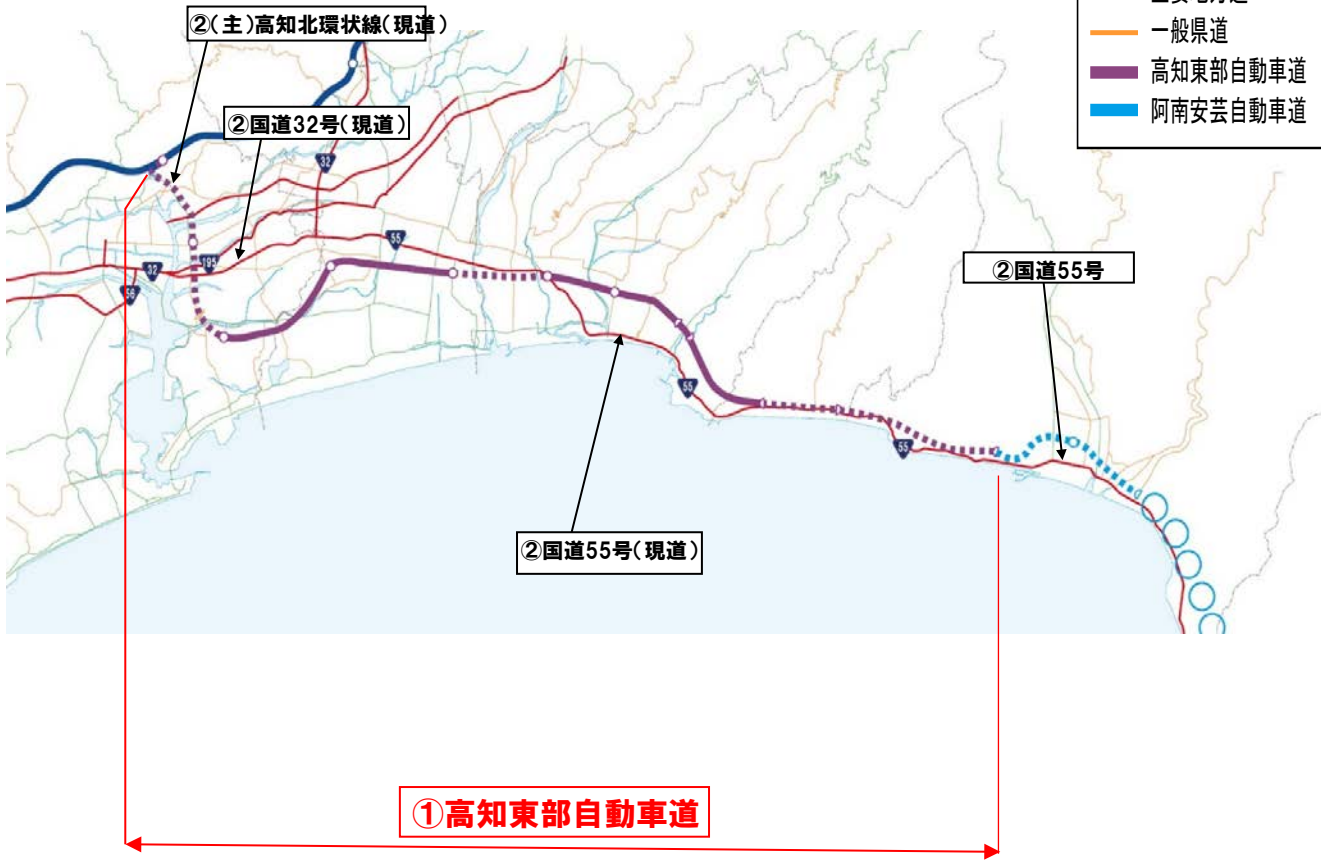 ②(主)高知北環状線(現道)
一般県道
高知東部自動車道
阿南安芸自動車道
②国道32号(現道)
32
55
195
32
56
②国道55号
55
55
②国道55号(現道)
①高知東部自動車道